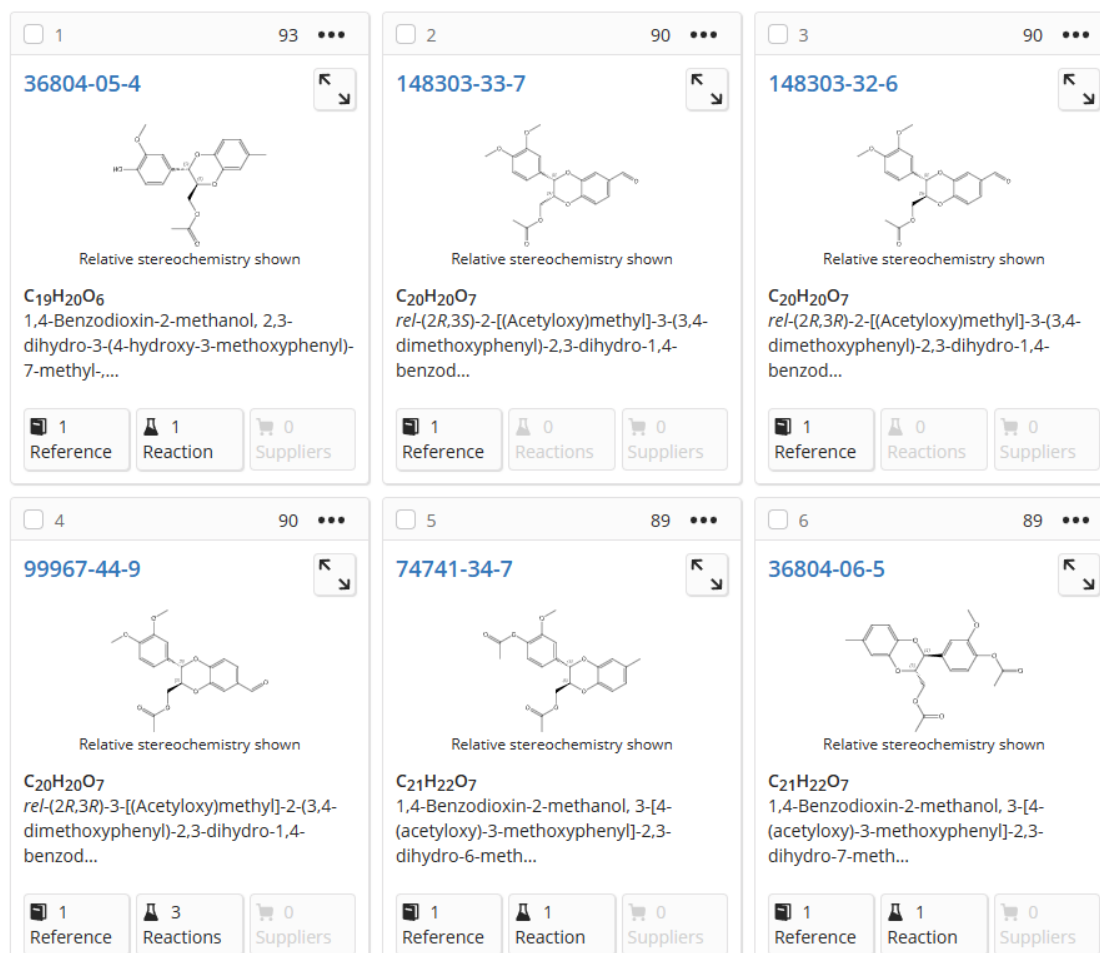 1 93 •••
36804-05-4
Relative stereochemistry shown
C19H20O6
1,4-Benzodioxin-2-methanol, 2,3-
dihydro-3-(4-hydroxy-3-methoxyphenyl)-
7-methyl-,...
1
Reference
1
Reaction
0
Suppliers
2 90 •••
148303-33-7
Relative stereochemistry shown
C20H20O7
rel-(2R,3S)-2-[(Acetyloxy)methyl]-3-(3,4-
dimethoxyphenyl)-2,3-dihydro-1,4-
benzod...
1
Reference
0
Reactions
0
Suppliers
3 90 •••
148303-32-6
Relative stereochemistry shown
C20H20O7
rel-(2R,3R)-2-[(Acetyloxy)methyl]-3-(3,4-
dimethoxyphenyl)-2,3-dihydro-1,4-
benzod...
1
Reference
0
Reactions
0
Suppliers
4 90 •••
99967-44-9
Relative stereochemistry shown
C20H20O7
rel-(2R,3R)-3-[(Acetyloxy)methyl]-2-(3,4-
dimethoxyphenyl)-2,3-dihydro-1,4-
benzod...
1
Reference
3
Reactions
0
Suppliers
5 89 •••
74741-34-7
Relative stereochemistry shown
C21H22O7
1,4-Benzodioxin-2-methanol, 3-[4-
(acetyloxy)-3-methoxyphenyl]-2,3-
dihydro-6-meth...
1
Reference
1
Reaction
0
Suppliers
6 89 •••
36804-06-5
Relative stereochemistry shown
C21H22O7
1,4-Benzodioxin-2-methanol, 3-[4-
(acetyloxy)-3-methoxyphenyl]-2,3-
dihydro-7-meth...
1
Reference
1
Reaction
0
Suppliers